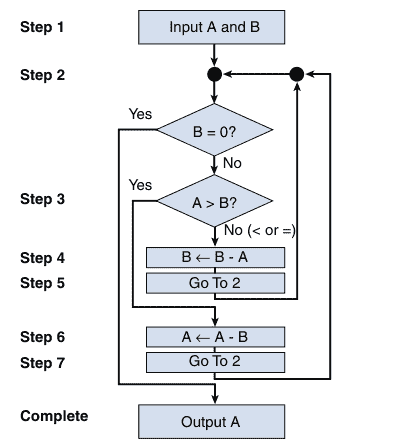 Step 1 Input A and B
Step 2
Yes
B = 0?
No
Yes
Step 3
A > B?
No (< or =)
Step 4 B ← B - A
Step 5 Go To 2
Step 6 A ← A - B
Step 7 Go To 2
Complete Output A